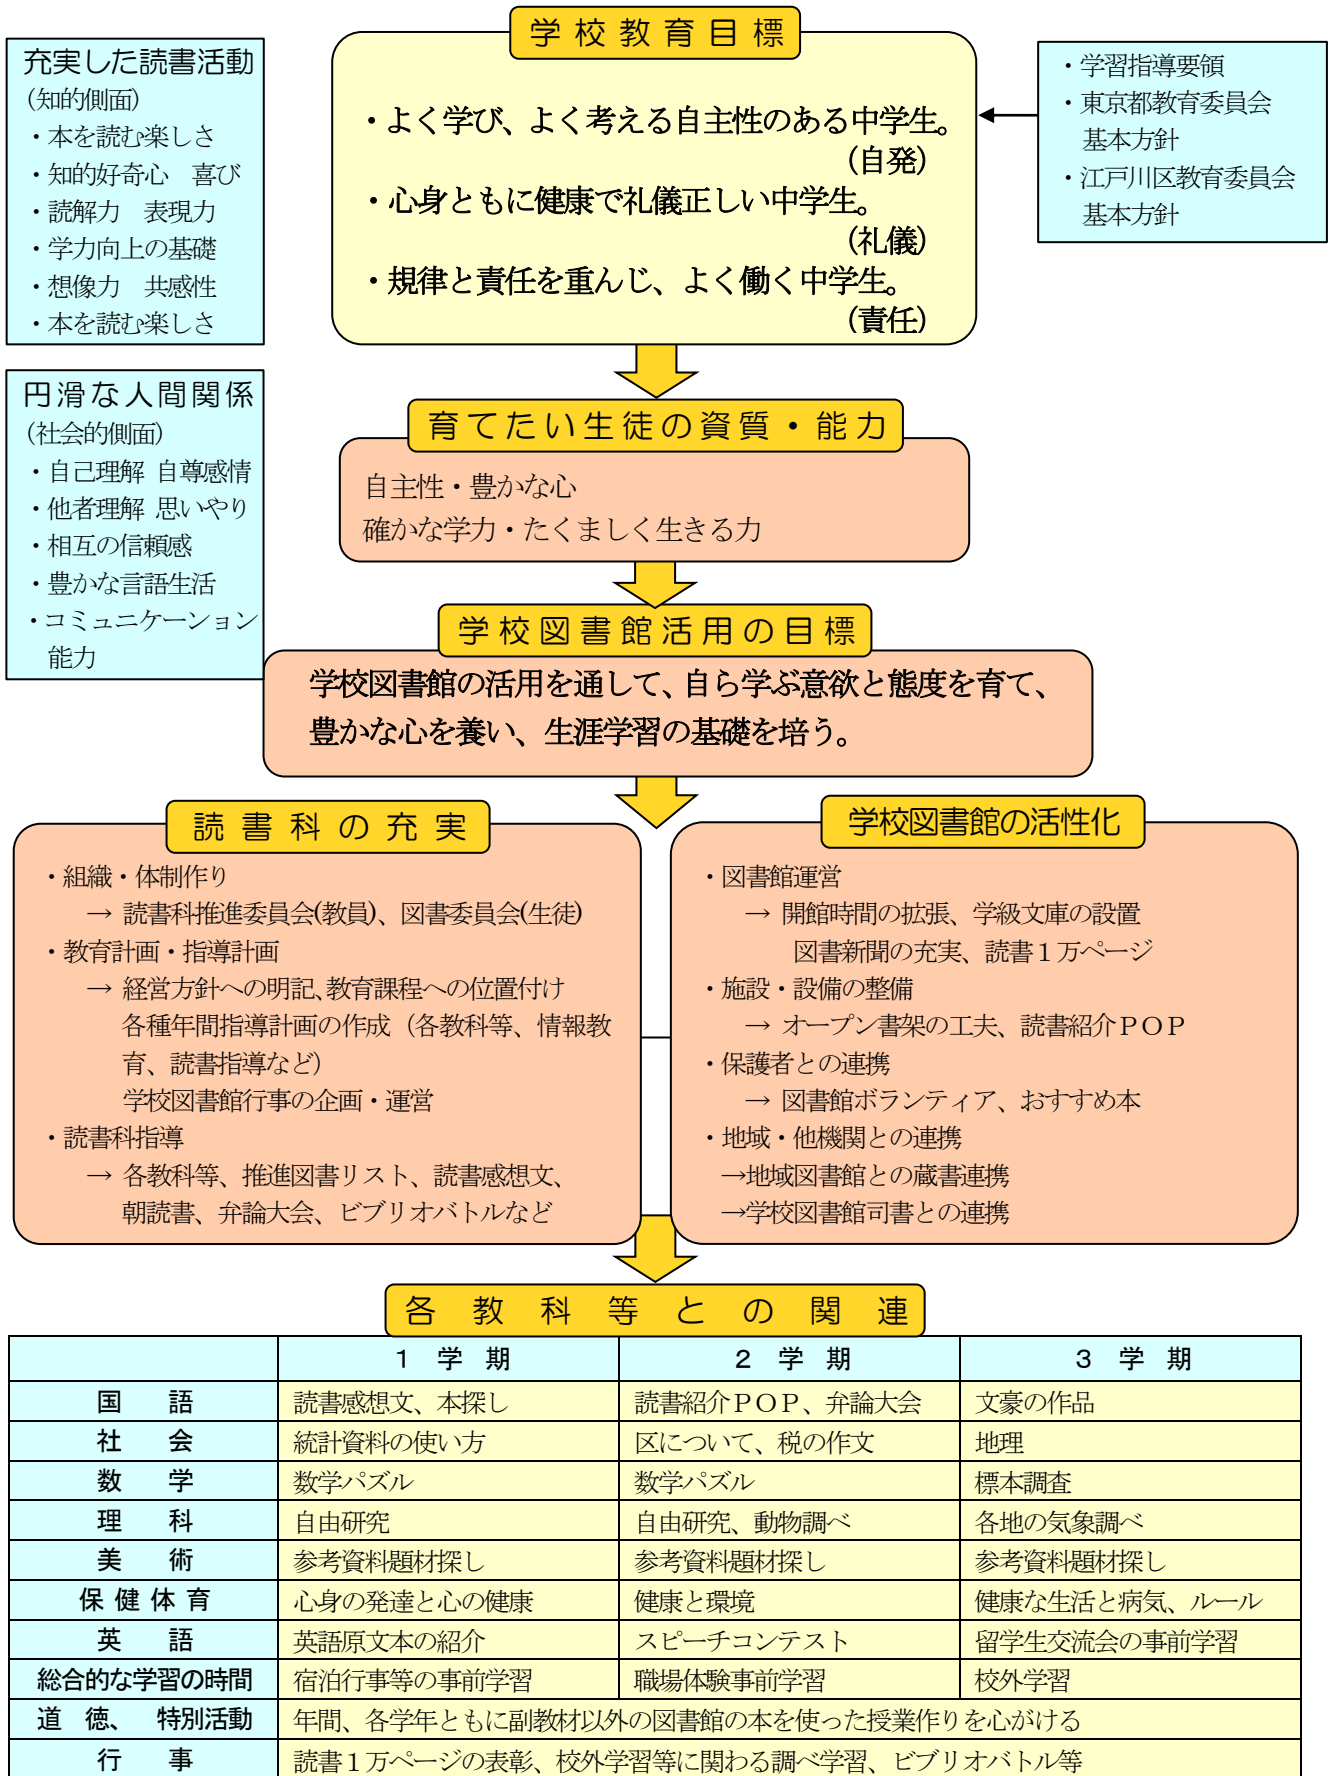 学校教育目標
・よく学び、よく考える自主性のある中学生。
（自発）
・心身ともに健康で礼儀正しい中学生。
（礼儀）
・規律と責任を重んじ、よく働く中学生。
（責任）
・学習指導要領
・東京都教育委員会
基本方針
・江戸川区教育委員会
基本方針
充実した読書活動
（知的側面）
・本を読む楽しさ
・知的好奇心　喜び
・読解力　表現力
・学力向上の基礎
・想像力　共感性
・本を読む楽しさ
円滑な人間関係
（社会的側面）
・自己理解 自尊感情
・他者理解 思いやり
・相互の信頼感
・豊かな言語生活
・コミュニケーション
能力
育てたい生徒の資質・能力
自主性・豊かな心
確かな学力・たくましく生きる力
学校図書館活用の目標
学校図書館の活用を通して、自ら学ぶ意欲と態度を育て、
豊かな心を養い、生涯学習の基礎を培う。
読書科の充実
・組織・体制作り
→ 読書科推進委員会(教員)、図書委員会(生徒)
・教育計画・指導計画
→ 経営方針への明記、教育課程への位置付け
各種年間指導計画の作成（各教科等、情報教
育、読書指導など）
学校図書館行事の企画・運営
・読書科指導
→ 各教科等、推進図書リスト、読書感想文、
朝読書、弁論大会、ビブリオバトルなど
学校図書館の活性化
・図書館運営
→ 開館時間の拡張、学級文庫の設置
図書新聞の充実、読書１万ページ
・施設・設備の整備
→ オープン書架の工夫、読書紹介ＰＯＰ
・保護者との連携
→ 図書館ボランティア、おすすめ本
・地域・他機関との連携
→地域図書館との蔵書連携
→学校図書館司書との連携
各教科等との関連
１学期　２学期　３学期
国語　読書感想文、本探し　読書紹介ＰＯＰ、弁論大会　文豪の作品
社会　統計資料の使い方　区について、税の作文　地理
数学　数学パズル　数学パズル　標本調査
理科　自由研究　自由研究、動物調べ　各地の気象調べ
美術　参考資料題材探し　参考資料題材探し　参考資料題材探し
保健体育　心身の発達と心の健康　健康と環境　健康な生活と病気、ルール
英語　英語原文本の紹介　スピーチコンテスト　留学生交流会の事前学習
総合的な学習の時間　宿泊行事等の事前学習　職場体験事前学習　校外学習
道徳、特別活動　年間、各学年ともに副教材以外の図書館の本を使った授業作りを心がける
行事　読書１万ページの表彰、校外学習等に関わる調べ学習、ビブリオバトル等